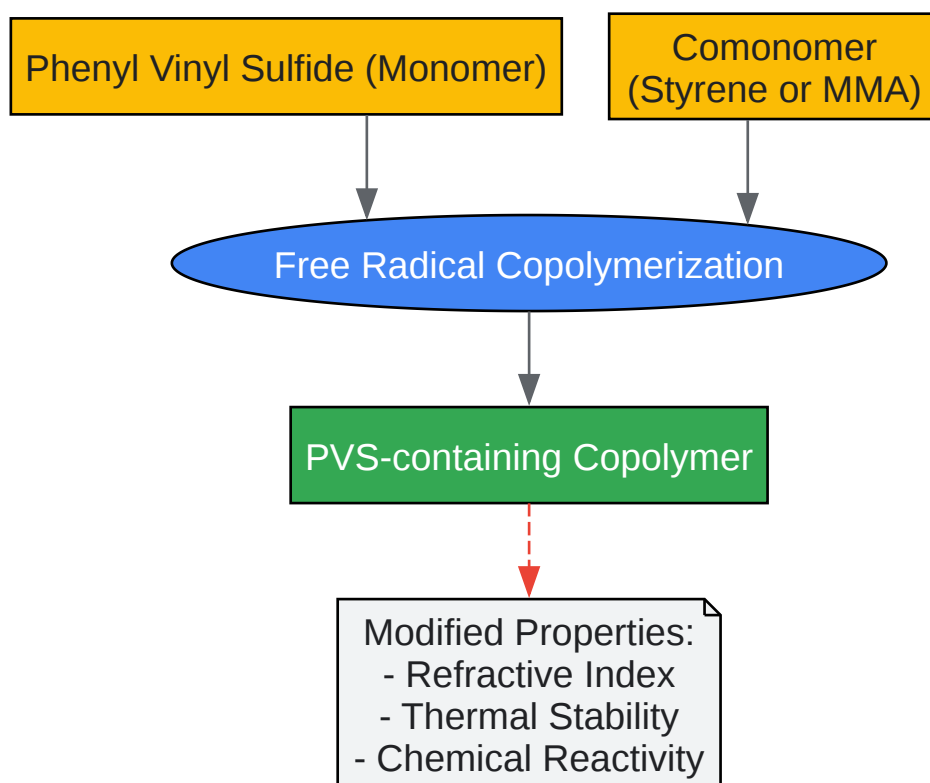 Phenyl Vinyl Sulfide (Monomer)
Comonomer
(Styrene or MMA)
Free Radical Copolymerization
PVS-containing Copolymer
Modified Properties:
- Refractive Index
- Thermal Stability
- Chemical Reactivity